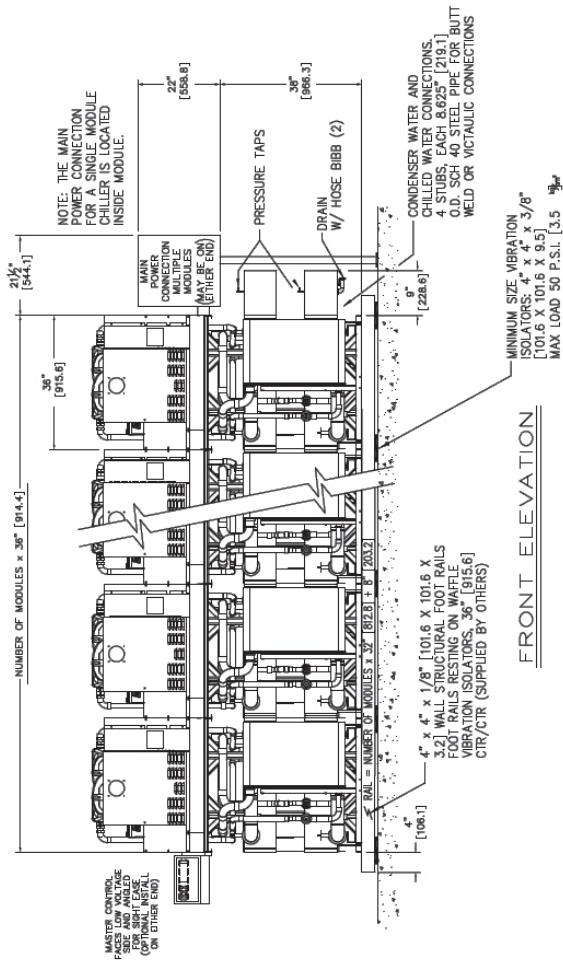 NOTE: THE MAIN
POWER CONNECTION
FOR A SINGLE MODULE
CHILLER IS LOCATED
INSIDE MODULE.
21½"
[544.1]
22"
[558.8]
38"
[966.3]
NUMBER OF MODULES x 36" [914.4]
36"
[915.6]
MAIN
POWER
CONNECTION
MULTIPLE
MODULES
(MAY BE ON
EITHER END)
MASTER CONTROL
FACES LOW VOLTAGE
SIDE AND ANGLED
FOR SIGHT EASE
(OPTIONAL INSTALL
ON EITHER END)
PRESSURE TAPS
DRAIN
W/ HOSE BIBB (2)
9"
[228.6]
CONDENSER WATER AND
CHILLED WATER CONNECTIONS.
4 STUBS, EACH 8.625" [219.1]
O.D. SCH 40 STEEL PIPE FOR BUTT
WELD OR VICTAULIC CONNECTIONS
RAIL = NUMBER OF MODULES x 32" [812.8] + 8" [203.2]
4"
[106.1]
4" x 4" x 1/8" [101.6 X 101.6 X
3.2] WALL STRUCTURAL FOOT RAILS
FOOT RAILS RESTING ON WAFFLE
VIBRATION ISOLATORS, 36" [915.6]
CTR/CTR (SUPPLIED BY OTHERS)
MINIMUM SIZE VIBRATION
ISOLATORS: 4" x 4" x 3/8"
[101.6 x 101.6 x 9.5]
MAX LOAD 50 P.S.I. [3.5
FRONT ELEVATION